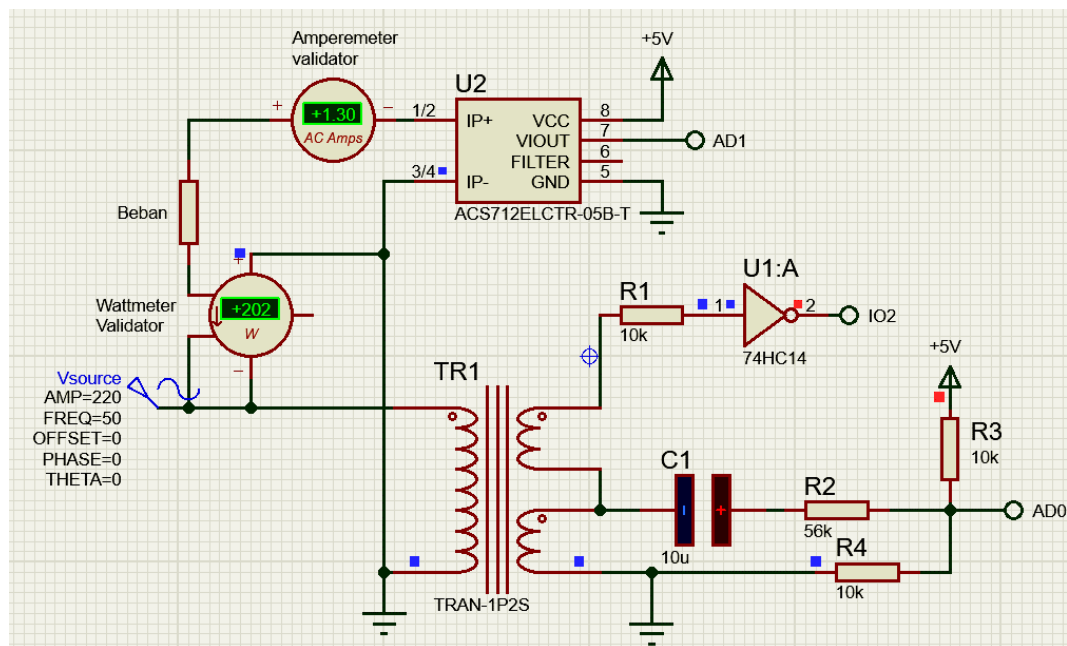 Amperemeter
validator
+
+1.30
AC Amps
−
1/2
3/4
U2
IP+
IP-
VCC
VIOUT
FILTER
GND
8
7
6
5
ACS712ELCTR-05B-T
+5V
AD1
Beban
Wattmeter
Validator
+
+202
W
−
Vsource
AMP=220
FREQ=50
OFFSET=0
PHASE=0
THETA=0
TR1
TRAN-1P2S
R1
10k
U1:A
1
2
74HC14
IO2
+5V
R3
10k
C1
-
+
10u
R2
56k
R4
10k
AD0